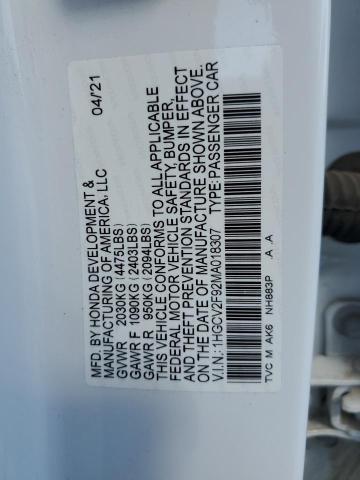 MFD. BY HONDA DEVELOPMENT & 04/21
MANUFACTURING OF AMERICA, LLC
GVWR 2030KG (4475LBS)
GAWR F 1090KG (2403LBS)
GAWR R 950KG (2094LBS)
THIS VEHICLE CONFORMS TO ALL APPLICABLE
FEDERAL MOTOR VEHICLE SAFETY, BUMPER,
AND THEFT PREVENTION STANDARDS IN EFFECT
ON THE DATE OF MANUFACTURE SHOWN ABOVE.
V.I.N.: 1HGCV2F92MA018307 TYPE: PASSENGER CAR
TVC M AK6 NH883P A A